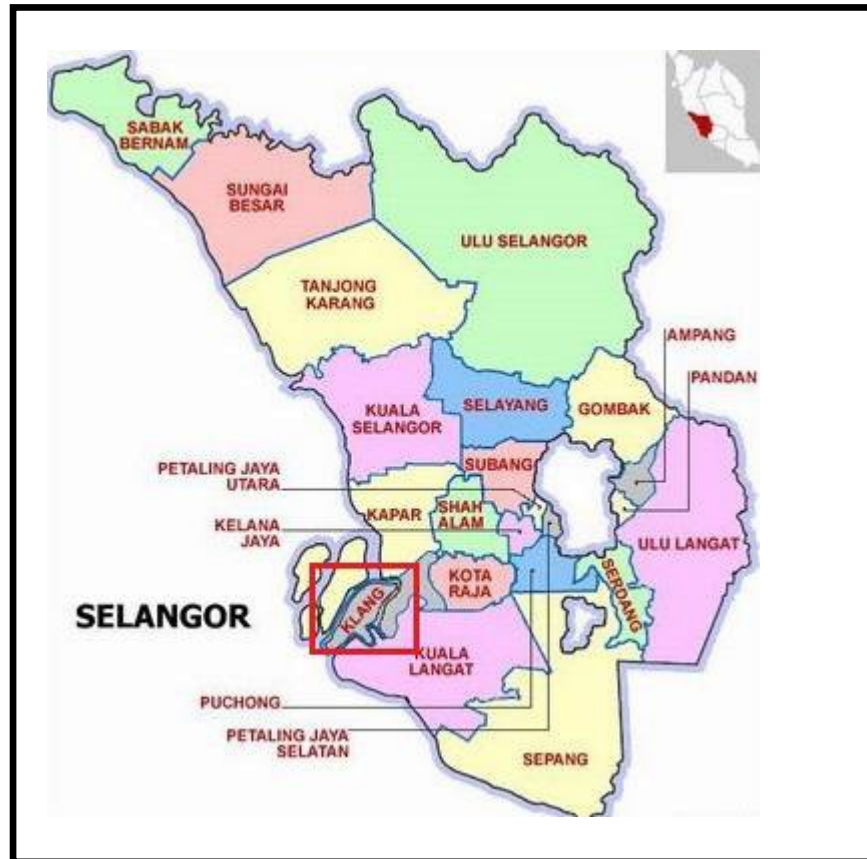 SABAK
BERNAM
SUNGAI
BESAR
ULU SELANGOR
TANJONG
KARANG
AMPANG
PANDAN
SELAYANG
GOMBAK
KUALA
SELANGOR
SUBANG
PETALING JAYA
UTARA
KAPAR
SHAH
ALAM
KELANA
JAYA
ULU LANGAT
SERDANG
KOTA
RAJA
KLANG
SELANGOR
KUALA
LANGAT
PUCHONG
PETALING JAYA
SELATAN
SEPANG